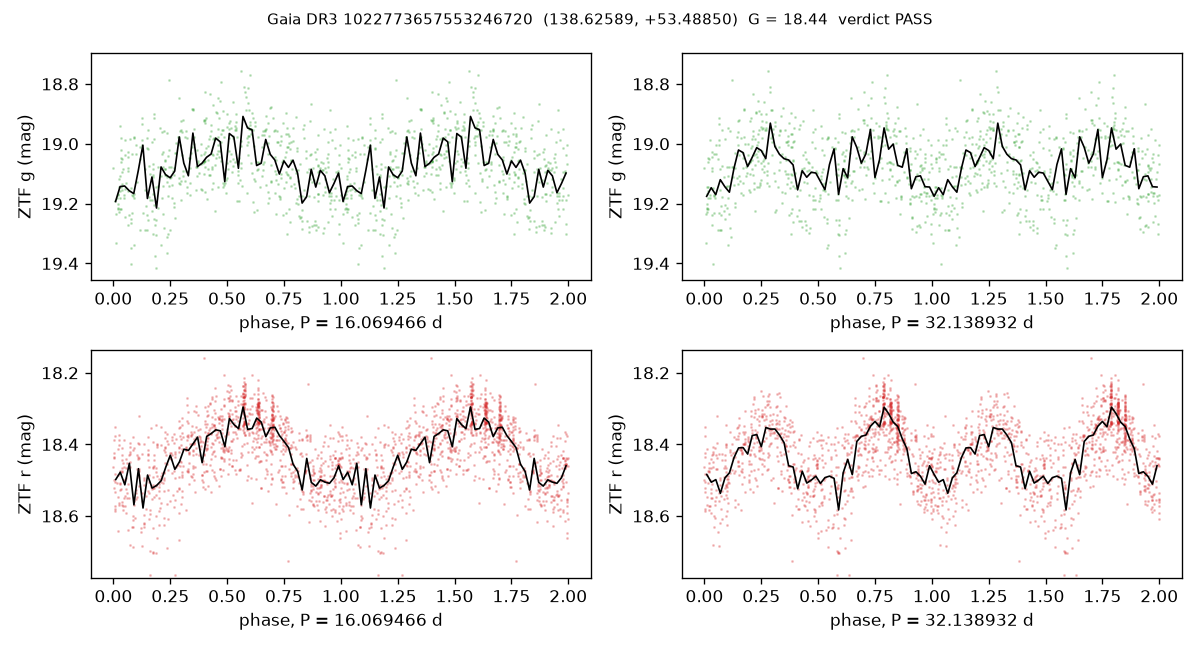 Gaia DR3 1022773657553246720  (138.62589, +53.48850)  G = 18.44  verdict PASS
ZTF g (mag)
18.8
19.0
19.2
19.4
0.00 0.25 0.50 0.75 1.00 1.25 1.50 1.75 2.00
phase, P = 16.069466 d
ZTF g (mag)
18.8
19.0
19.2
19.4
0.00 0.25 0.50 0.75 1.00 1.25 1.50 1.75 2.00
phase, P = 32.138932 d
ZTF r (mag)
18.2
18.4
18.6
0.00 0.25 0.50 0.75 1.00 1.25 1.50 1.75 2.00
phase, P = 16.069466 d
ZTF r (mag)
18.2
18.4
18.6
0.00 0.25 0.50 0.75 1.00 1.25 1.50 1.75 2.00
phase, P = 32.138932 d